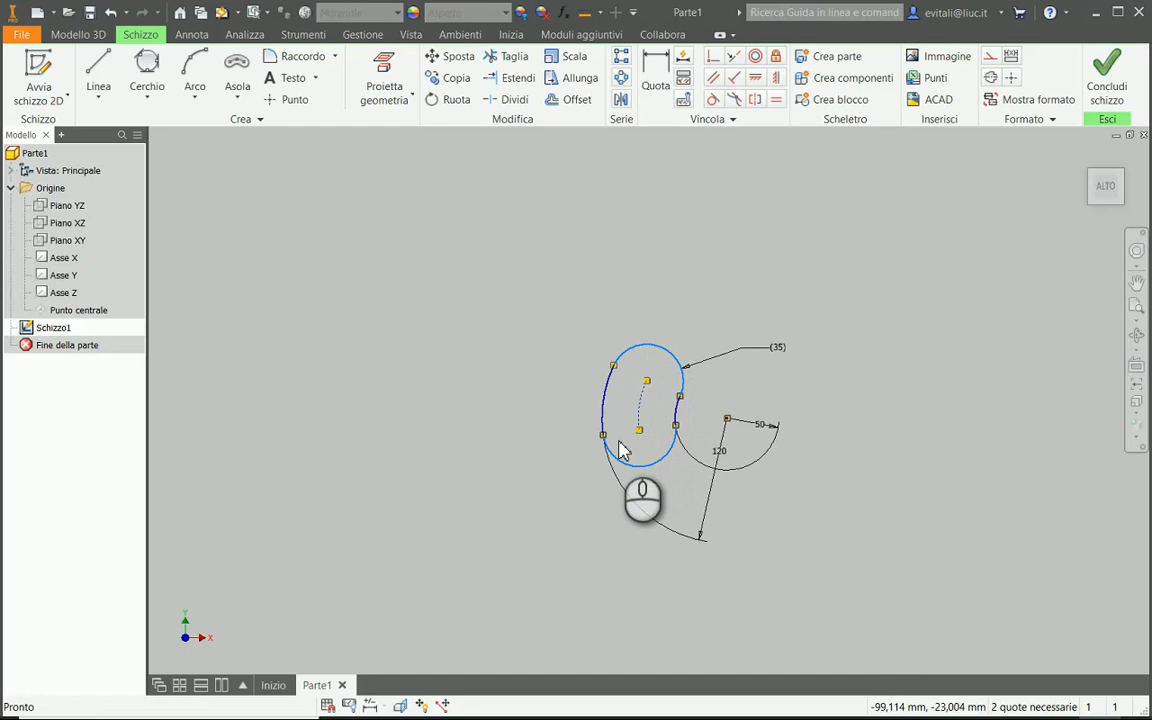 Materiale
Aspetto
Parte1
Ricerca Guida in linea e comand
evitali@liuc.it
File
Modello 3D
Schizzo
Annota
Analizza
Strumenti
Gestione
Vista
Ambienti
Inizia
Moduli aggiuntivi
Collabora
Avvia
schizzo 2D
Linea
Cerchio
Arco
Asola
Raccordo
Testo
Punto
Proietta
geometria
Sposta
Copia
Ruota
Taglia
Estendi
Dividi
Scala
Allunga
Offset
Quota
Crea parte
Crea componenti
Crea blocco
Immagine
Punti
ACAD
Mostra formato
Concludi
schizzo
Schizzo
Crea
Modifica
Serie
Vincola
Scheletro
Inserisci
Formato
Esci
Modello
Parte1
Vista: Principale
Origine
Piano YZ
Piano XZ
Piano XY
Asse X
Asse Y
Asse Z
Punto centrale
Schizzo1
Fine della parte
ALTO
(35)
50
120
Y
X
Inizio
Parte1
Pronto
-99,114 mm, -23,004 mm
2 quote necessarie
1
1